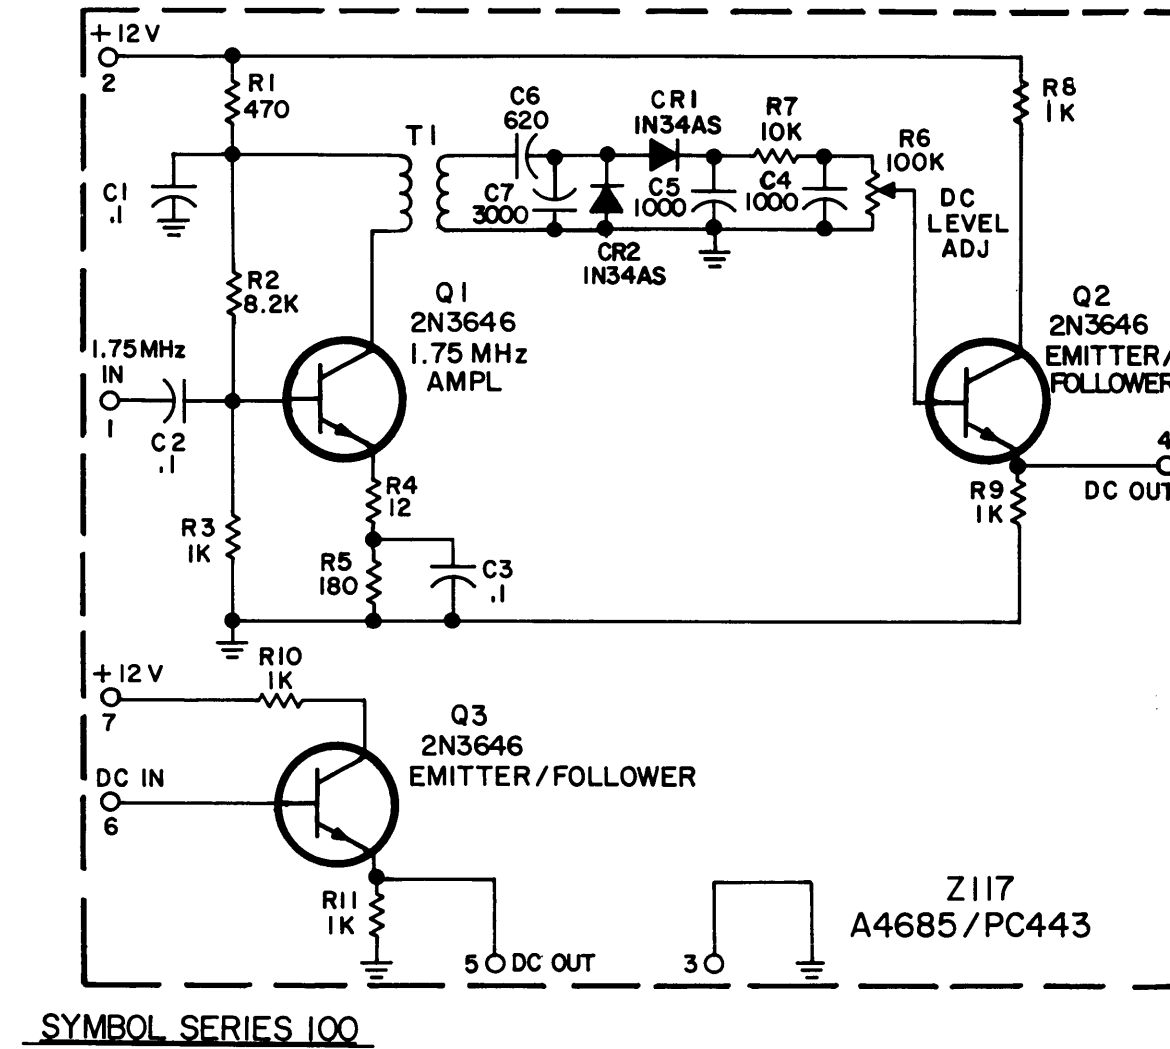 +12V
2
R1
470
T1
C1
.1
C6
620
CR1
1N34AS
R7
10K
R6
100K
R8
1K
C7
3000
C5
1000
C4
1000
DC
LEVEL
ADJ
CR2
1N34AS
R2
8.2K
Q1
2N3646
1.75 MHz
AMPL
Q2
2N3646
EMITTER/
FOLLOWER
1.75MHz
IN
1
C2
.1
R4
12
R9
1K
4
DC OUT
R3
1K
R5
180
C3
.1
+12V
7
R10
1K
Q3
2N3646
EMITTER/FOLLOWER
DC IN
6
R11
1K
5
DC OUT
3
Z117
A4685/PC443
SYMBOL SERIES 100